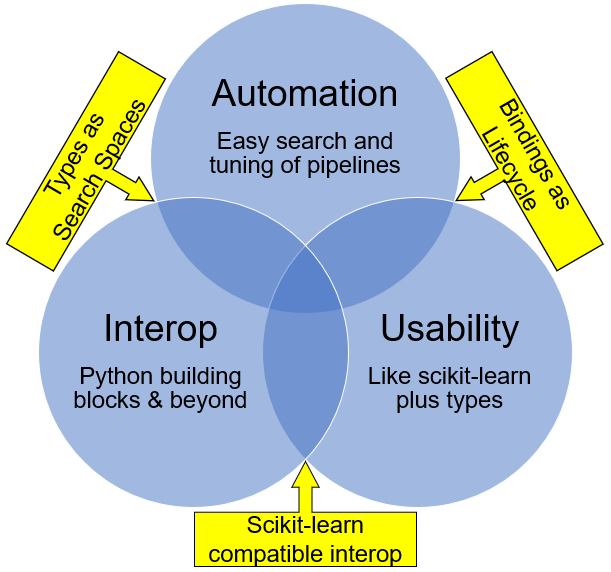 Automation
Easy search and
tuning of pipelines
Types as
Search Spaces
Bindings as
Lifecycle
Interop
Python building
blocks & beyond
Usability
Like scikit-learn
plus types
Scikit-learn
compatible interop